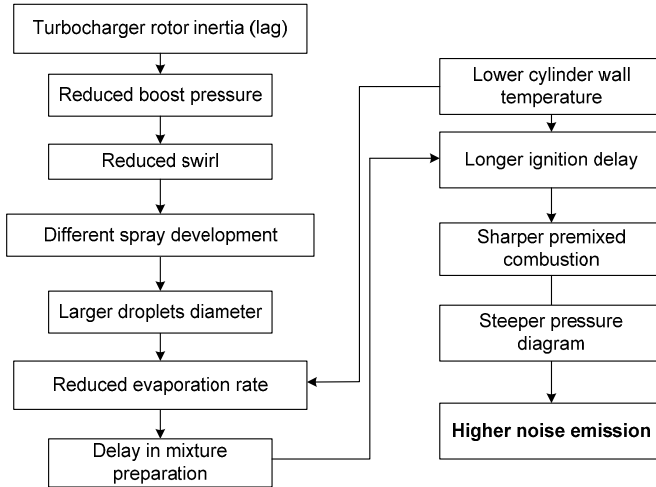 Turbocharger rotor inertia (lag)
Reduced boost pressure
Reduced swirl
Different spray development
Larger droplets diameter
Reduced evaporation rate
Delay in mixture
preparation
Lower cylinder wall
temperature
Longer ignition delay
Sharper premixed
combustion
Steeper pressure
diagram
Higher noise emission